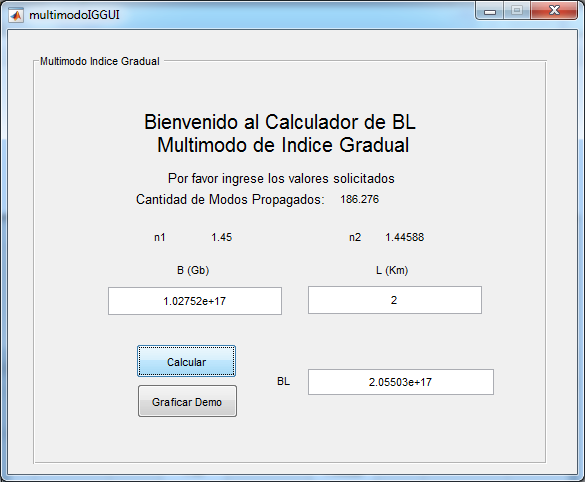 multimodoIGGUI
Multimodo Indice Gradual
Bienvenido al Calculador de BL
Multimodo de Indice Gradual
Por favor ingrese los valores solicitados
Cantidad de Modos Propagados: 186.276
n1 1.45 n2 1.44588
B (Gb) L (Km)
1.02752e+17 2
Calcular
BL 2.05503e+17
Graficar Demo